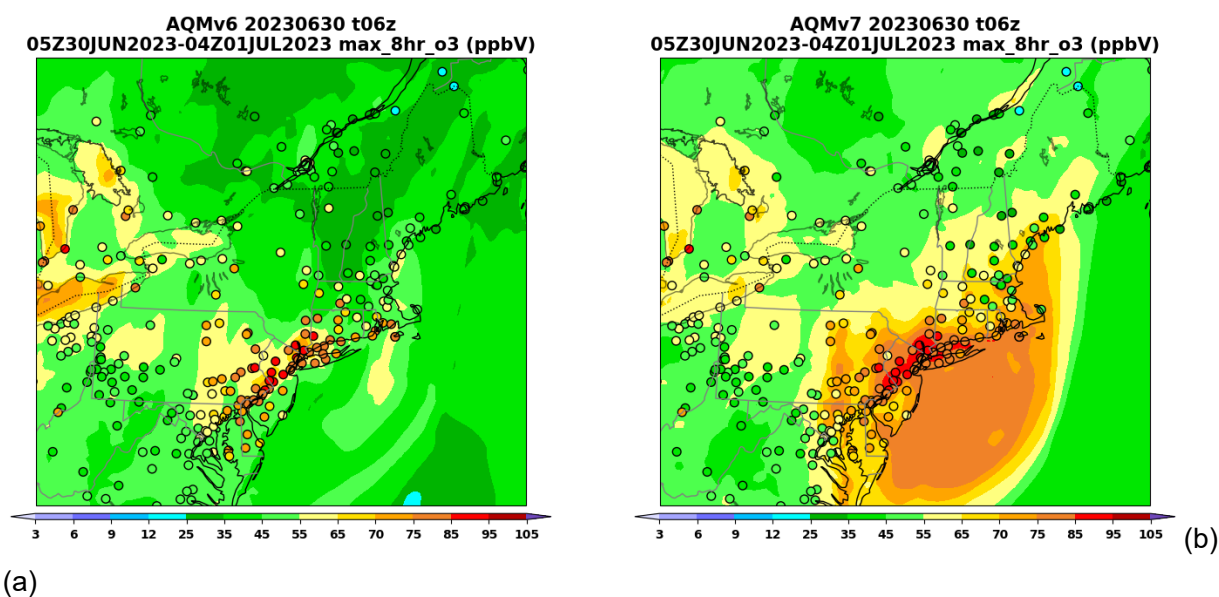 AQMv6 20230630 t06z
05Z30JUN2023-04Z01JUL2023 max_8hr_o3 (ppbV)
3 6 9 12 25 35 45 55 65 70 75 85 95 105
(a)
AQMv7 20230630 t06z
05Z30JUN2023-04Z01JUL2023 max_8hr_o3 (ppbV)
3 6 9 12 25 35 45 55 65 70 75 85 95 105
(b)